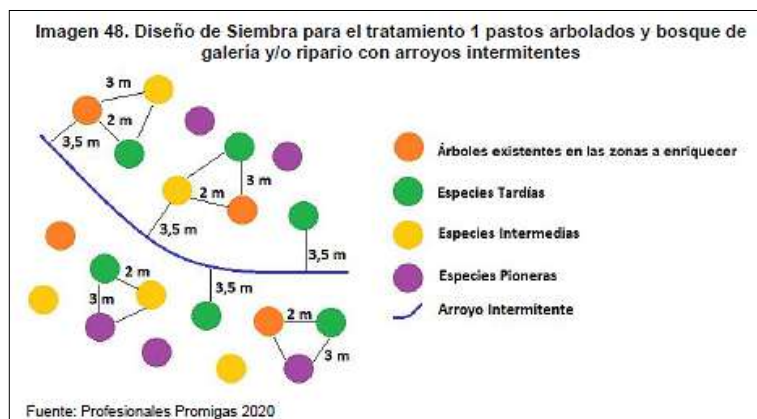 Imagen 48. Diseño de Siembra para el tratamiento 1 pastos arbolados y bosque de
galería y/o ripario con arroyos intermitentes
3 m
2 m
3,5 m
3 m
2 m
3,5 m
3,5 m
2 m
3 m
3,5 m
2 m
3 m
Árboles existentes en las zonas a enriquecer
Especies Tardías
Especies Intermedias
Especies Pioneras
Arroyo Intermitente
Fuente: Profesionales Promigas 2020